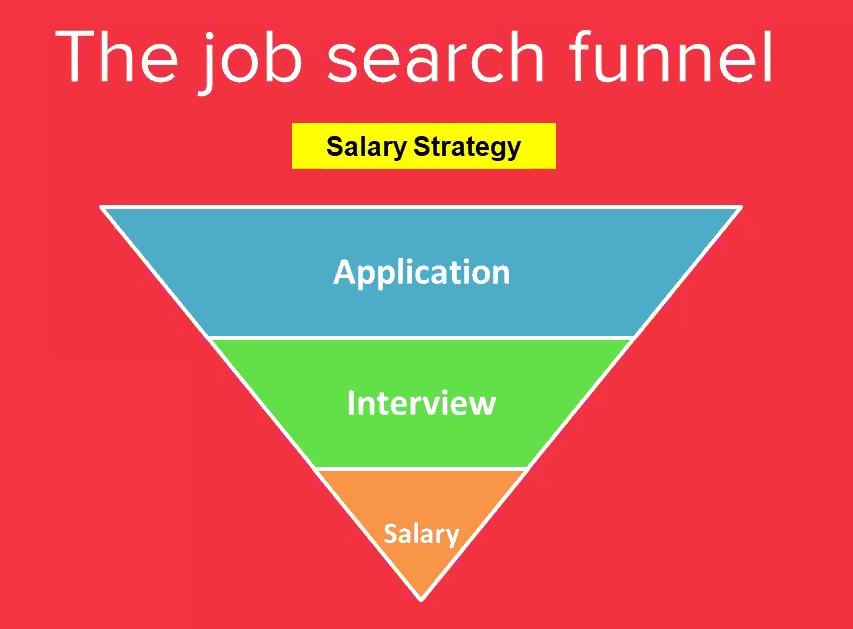 The job search funnel
Salary Strategy
Application
Interview
Salary